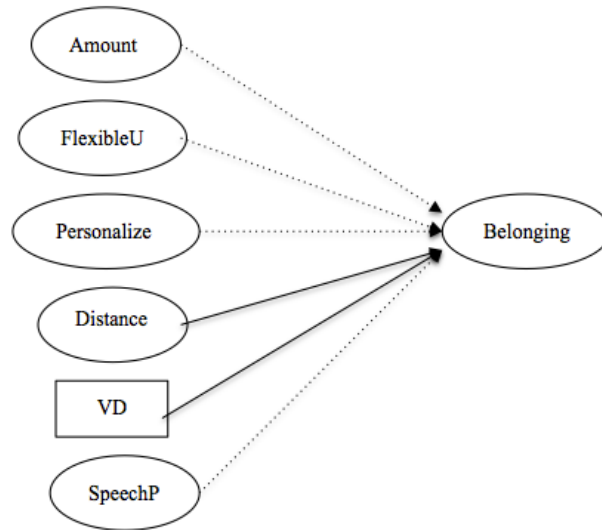 Amount
FlexibleU
Personalize
Belonging
Distance
VD
SpeechP